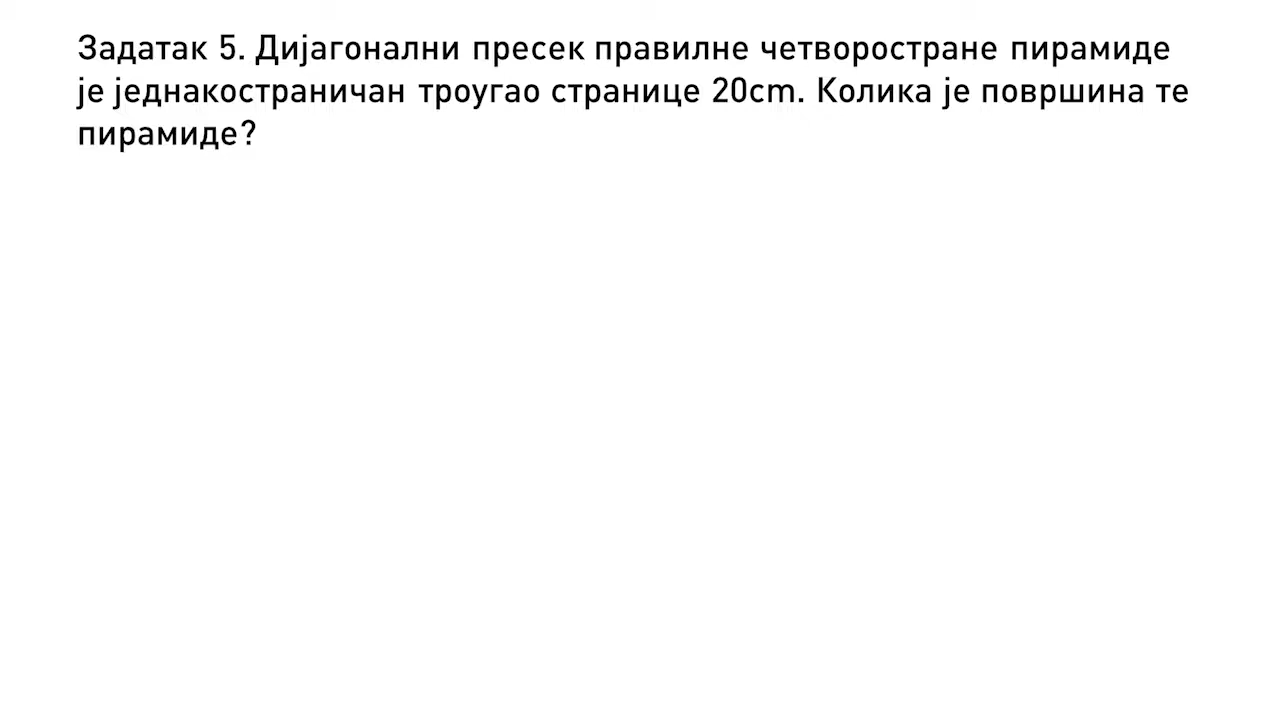 Задатак 5. Дијагонални пресек правилне четворостране пирамиде
је једнакостраничан троугао странице 20cm. Колика је површина те
пирамиде?